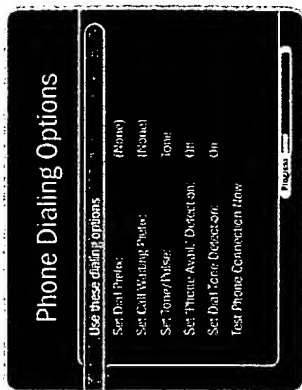 Phone Dialing Options
Use these dialing options
Set Dial Prefix: (None)
Set Call Waiting Prefix: (None)
Set Tone/Pulse: Tone
Set 'Phone Avail.' Detection: On
Set Dial Tone Detection: On
Test Phone Connection Now
Progress